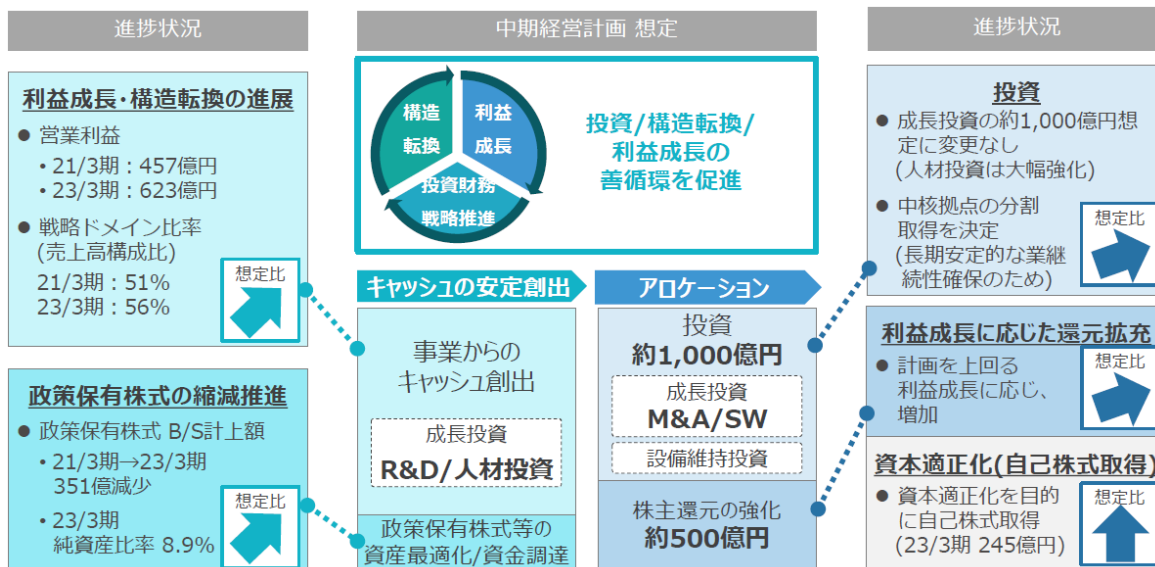 進捗状況
利益成長・構造転換の進展
● 営業利益
・21/3期：457億円
・23/3期：623億円
● 戦略ドメイン比率
(売上高構成比)
21/3期：51%
23/3期：56%
想定比
政策保有株式の縮減推進
● 政策保有株式 B/S計上額
・21/3期→23/3期
351億減少
・23/3期
純資産比率 8.9%
想定比
中期経営計画 想定
構造
転換
利益
成長
投資財務
戦略推進
投資/構造転換/
利益成長の
善循環を促進
キャッシュの安定創出
事業からの
キャッシュ創出
成長投資
R&D/人材投資
政策保有株式等の
資産最適化/資金調達
アロケーション
投資
約1,000億円
成長投資
M&A/SW
設備維持投資
株主還元の強化
約500億円
進捗状況
投資
● 成長投資の約1,000億円想
定に変更なし
(人材投資は大幅強化)
● 中核拠点の分割
取得を決定
(長期安定的な業継
続性確保のため)
想定比
利益成長に応じた還元拡充
● 計画を上回る
利益成長に応じ、
増加
想定比
資本適正化(自己株式取得)
● 資本適正化を目的
に自己株式取得
(23/3期 245億円)
想定比